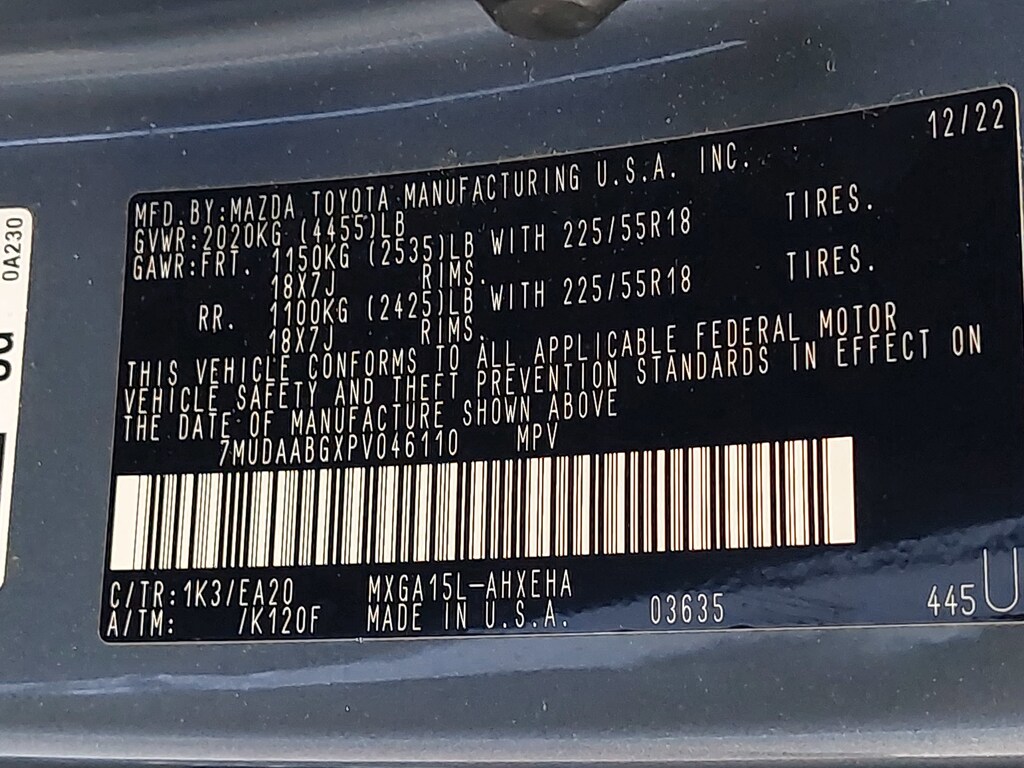 12/22
MFD.BY:MAZDA TOYOTA MANUFACTURING U.S.A. INC.
GVWR:2020KG (4455)LB
GAWR:FRT. 1150KG (2535)LB WITH 225/55R18 TIRES.
18X7J RIMS.
RR. 1100KG (2425)LB WITH 225/55R18 TIRES.
18X7J RIMS.
THIS VEHICLE CONFORMS TO ALL APPLICABLE FEDERAL MOTOR
VEHICLE SAFETY AND THEFT PREVENTION STANDARDS IN EFFECT ON
THE DATE OF MANUFACTURE SHOWN ABOVE
7MUDAABGXPV046110 MPV
C/TR:1K3/EA20 MXGA15L-AHXEHA
A/TM: /K120F MADE IN U.S.A. 03635 445U
0A230